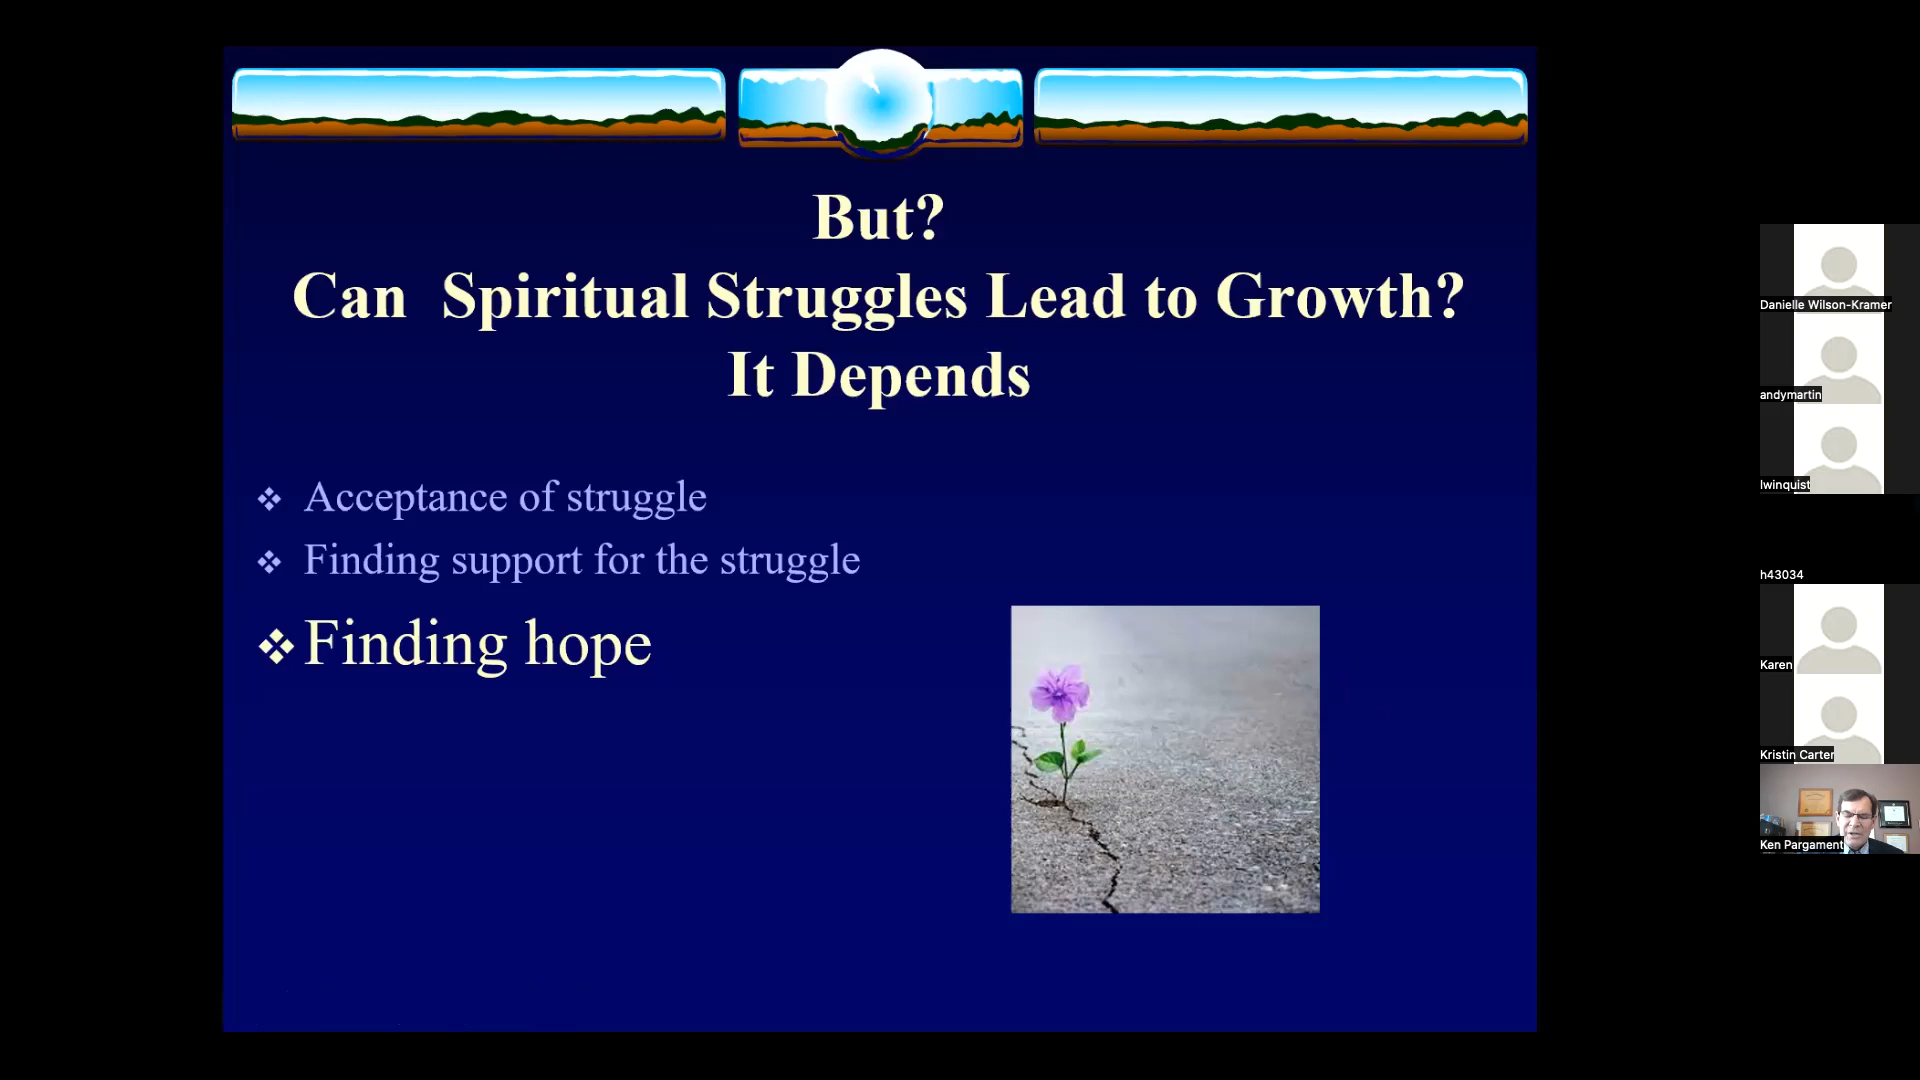 But?
Can  Spiritual Struggles Lead to Growth?
It Depends
Acceptance of struggle
Finding support for the struggle
Finding hope
Danielle Wilson-Kramer
andymartin
lwinquist
h43034
Karen
Kristin Carter
Ken Pargament